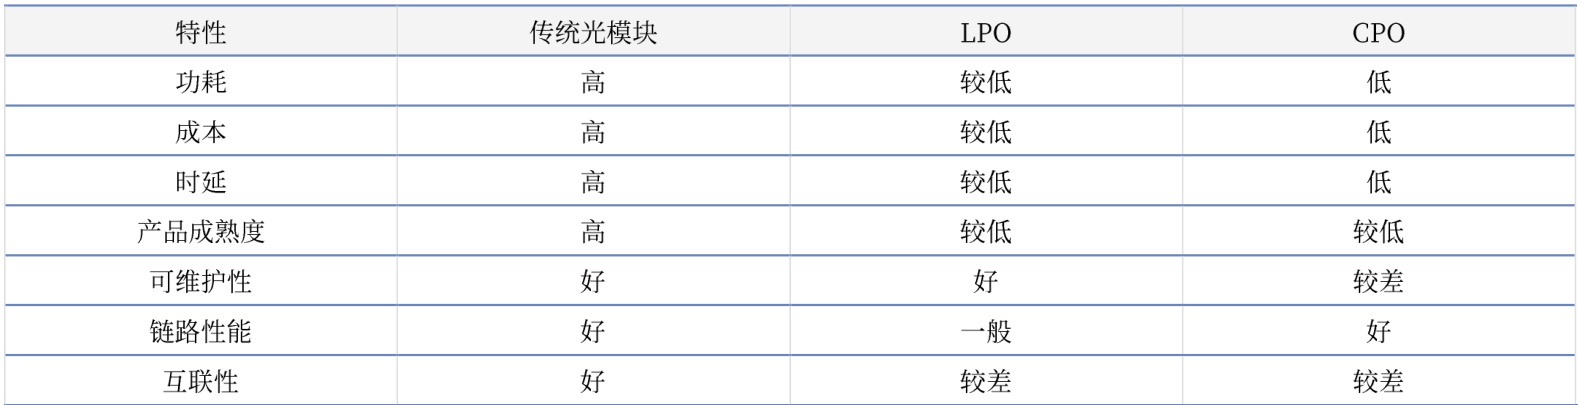 特性 传统光模块 LPO CPO
功耗 高 较低 低
成本 高 较低 低
时延 高 较低 低
产品成熟度 高 较低 较低
可维护性 好 好 较差
链路性能 好 一般 好
互联性 好 较差 较差